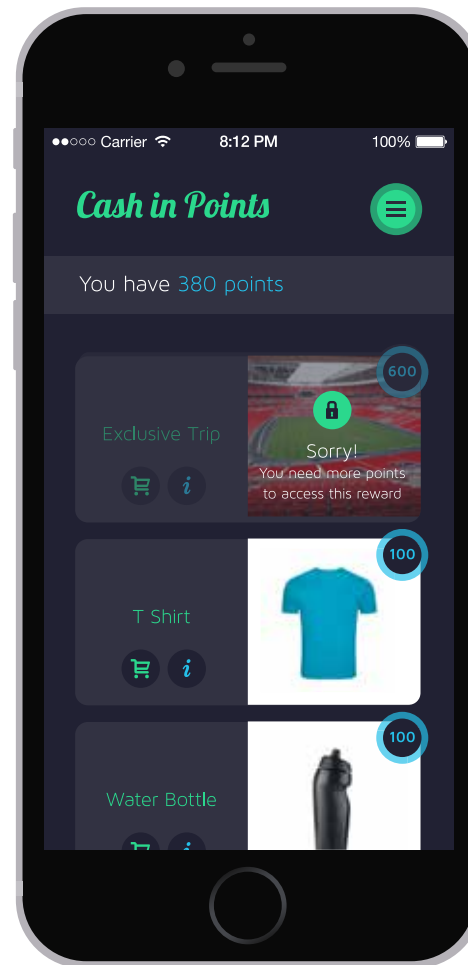 Carrier 8:12 PM 100%
Cash in Points
You have 380 points
600
Exclusive Trip
Sorry!
You need more points
to access this reward
i
100
T Shirt
i
100
Water Bottle
i